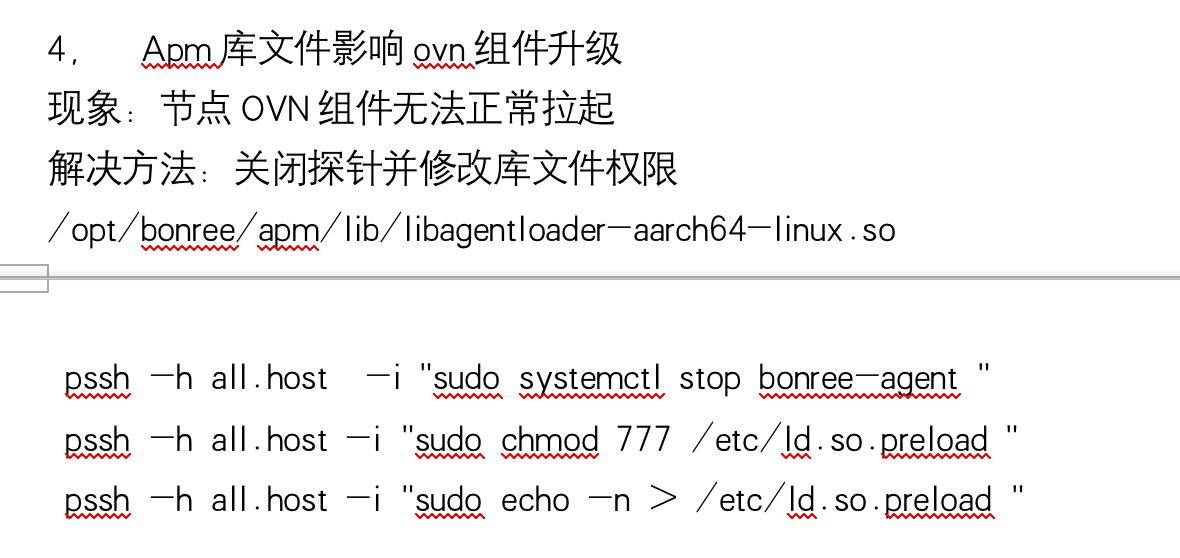 4， Apm 库文件影响 ovn 组件升级
现象：节点 OVN 组件无法正常拉起
解决方法：关闭探针并修改库文件权限
/opt/bonree/apm/lib/libagentloader-aarch64-linux.so
pssh -h all.host  -i "sudo systemctl stop bonree-agent "
pssh -h all.host -i "sudo chmod 777 /etc/ld.so.preload "
pssh -h all.host -i "sudo echo -n > /etc/ld.so.preload "